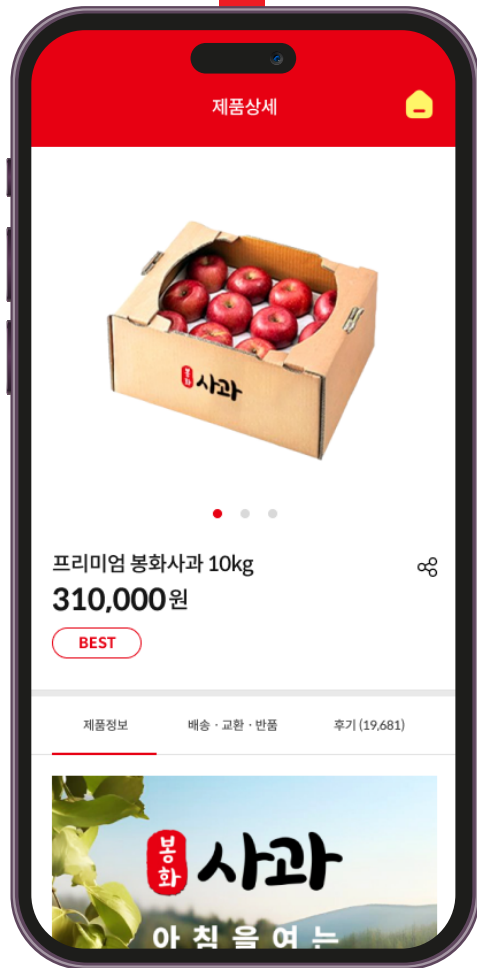 제품상세
봉화 사과
프리미엄 봉화사과 10kg
310,000원
BEST
제품정보
배송 · 교환 · 반품
후기 (19,681)
봉화 사과
아침을여는